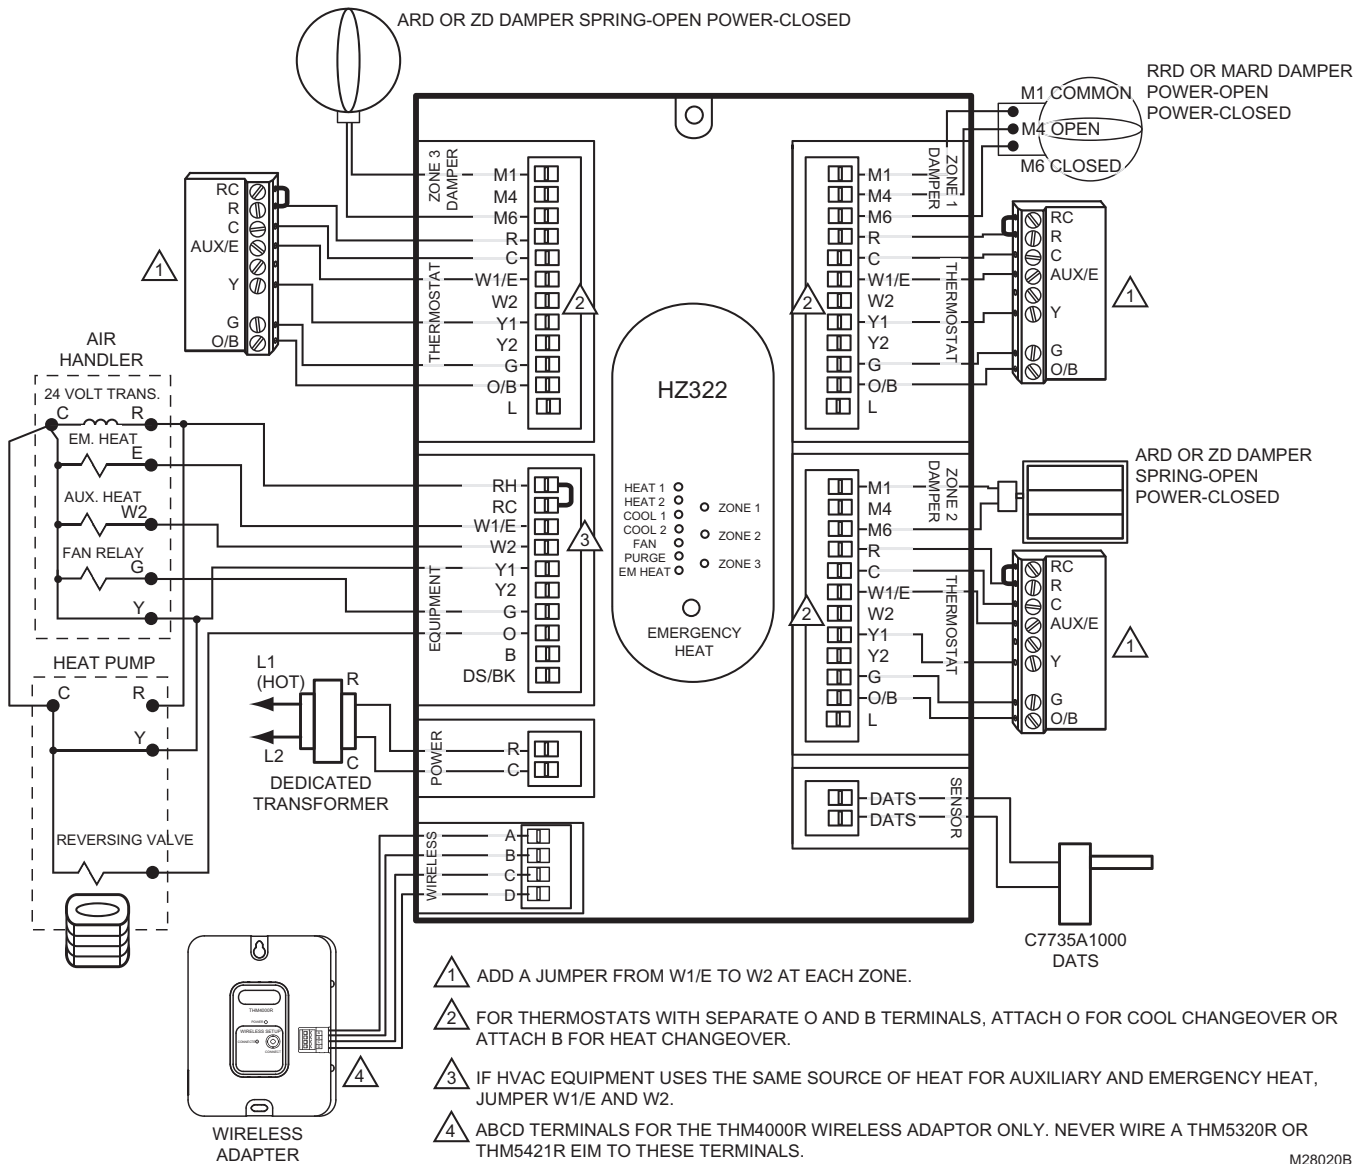 ARD OR ZD DAMPER SPRING-OPEN POWER-CLOSED
RRD OR MARD DAMPER
POWER-OPEN
POWER-CLOSED
M1 COMMON
M4 OPEN
M6 CLOSED
ZONE 3
DAMPER
M1
M4
M6
THERMOSTAT
R
C
W1/E
W2
Y1
Y2
G
O/B
L
2
RC
R
C
AUX/E
Y
G
O/B
1
ZONE 1
DAMPER
M1
M4
M6
THERMOSTAT
R
C
W1/E
W2
Y1
Y2
G
O/B
L
2
RC
R
C
AUX/E
Y
G
O/B
1
AIR
HANDLER
24 VOLT TRANS.
C
R
EM. HEAT
E
AUX. HEAT
W2
FAN RELAY
G
Y
HEAT PUMP
C
R
Y
REVERSING VALVE
HZ322
HEAT 1
HEAT 2
COOL 1
COOL 2
FAN
PURGE
EM HEAT
ZONE 1
ZONE 2
ZONE 3
EMERGENCY
HEAT
EQUIPMENT
RH
RC
W1/E
W2
Y1
Y2
G
O
B
DS/BK
3
L1
(HOT)
R
L2
C
DEDICATED
TRANSFORMER
POWER
R
C
WIRELESS
A
B
C
D
ARD OR ZD DAMPER
SPRING-OPEN
POWER-CLOSED
ZONE 2
DAMPER
M1
M4
M6
THERMOSTAT
R
C
W1/E
W2
Y1
Y2
G
O/B
L
2
RC
R
C
AUX/E
Y
G
O/B
1
SENSOR
DATS
DATS
C7735A1000
DATS
THM4000R
POWER
WIRELESS SETUP
CONNECTED
CONNECT
4
WIRELESS
ADAPTER
1 ADD A JUMPER FROM W1/E TO W2 AT EACH ZONE.
2 FOR THERMOSTATS WITH SEPARATE O AND B TERMINALS, ATTACH O FOR COOL CHANGEOVER OR
ATTACH B FOR HEAT CHANGEOVER.
3 IF HVAC EQUIPMENT USES THE SAME SOURCE OF HEAT FOR AUXILIARY AND EMERGENCY HEAT,
JUMPER W1/E AND W2.
4 ABCD TERMINALS FOR THE THM4000R WIRELESS ADAPTOR ONLY. NEVER WIRE A THM5320R OR
THM5421R EIM TO THESE TERMINALS.
M28020B